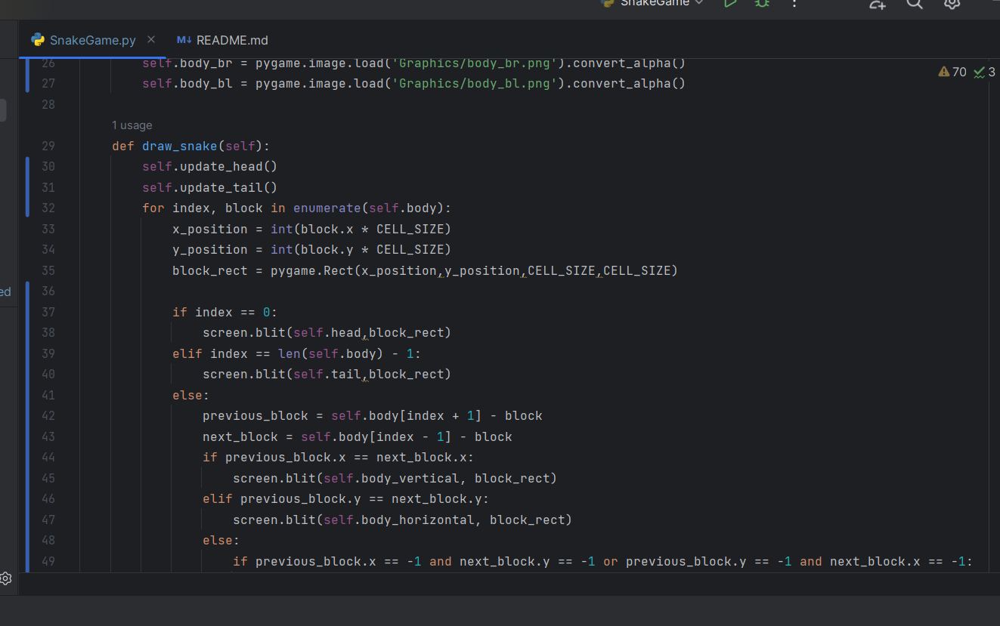 SnakeGame
SnakeGame.py
M↓ README.md
26 self.body_br = pygame.image.load('Graphics/body_br.png').convert_alpha()
70 3
27 self.body_bl = pygame.image.load('Graphics/body_bl.png').convert_alpha()
28
1 usage
29 def draw_snake(self):
30 self.update_head()
31 self.update_tail()
32 for index, block in enumerate(self.body):
33 x_position = int(block.x * CELL_SIZE)
34 y_position = int(block.y * CELL_SIZE)
35 block_rect = pygame.Rect(x_position,y_position,CELL_SIZE,CELL_SIZE)
36
ed
37 if index == 0:
38 screen.blit(self.head,block_rect)
39 elif index == len(self.body) - 1:
40 screen.blit(self.tail,block_rect)
41 else:
42 previous_block = self.body[index + 1] - block
43 next_block = self.body[index - 1] - block
44 if previous_block.x == next_block.x:
45 screen.blit(self.body_vertical, block_rect)
46 elif previous_block.y == next_block.y:
47 screen.blit(self.body_horizontal, block_rect)
48 else:
49 if previous_block.x == -1 and next_block.y == -1 or previous_block.y == -1 and next_block.x == -1: